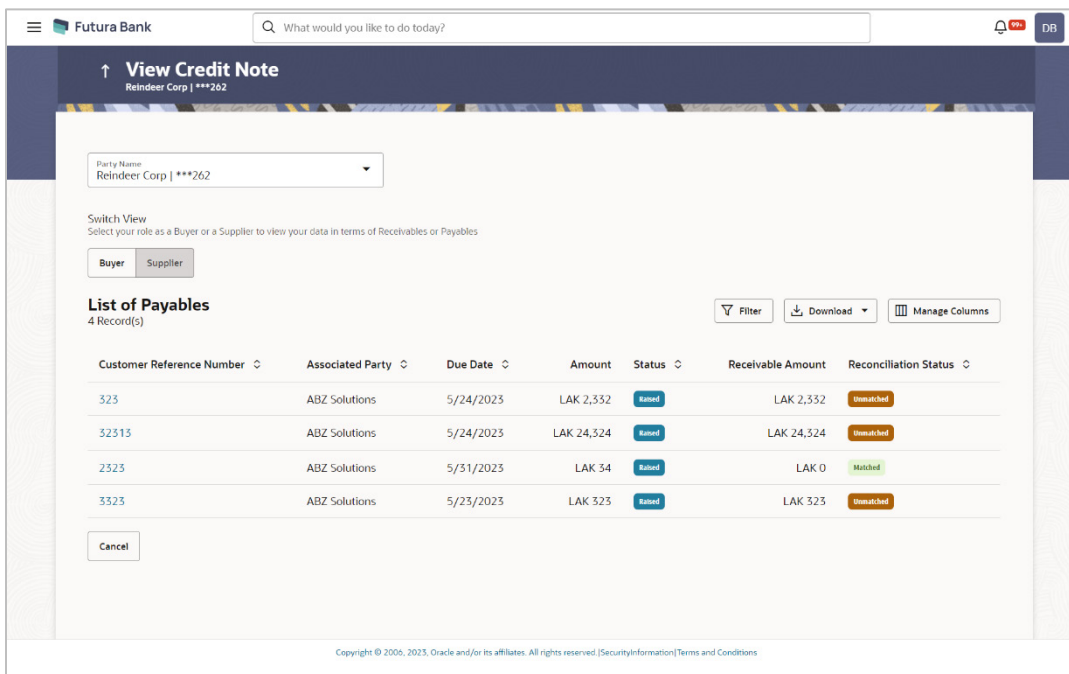 Futura Bank What would you like to do today? 99+ DB
View Credit Note
Reindeer Corp | ***262
Party Name
Reindeer Corp | ***262
Switch View
Select your role as a Buyer or a Supplier to view your data in terms of Receivables or Payables
Buyer Supplier
List of Payables
4 Record(s)
Filter Download Manage Columns
Customer Reference Number Associated Party Due Date Amount Status Receivable Amount Reconciliation Status
323 ABZ Solutions 5/24/2023 LAK 2,332 Raised LAK 2,332 Unmatched
32313 ABZ Solutions 5/24/2023 LAK 24,324 Raised LAK 24,324 Unmatched
2323 ABZ Solutions 5/31/2023 LAK 34 Raised LAK 0 Matched
3323 ABZ Solutions 5/23/2023 LAK 323 Raised LAK 323 Unmatched
Cancel
Copyright © 2006, 2023, Oracle and/or its affiliates. All rights reserved.|SecurityInformation|Terms and Conditions